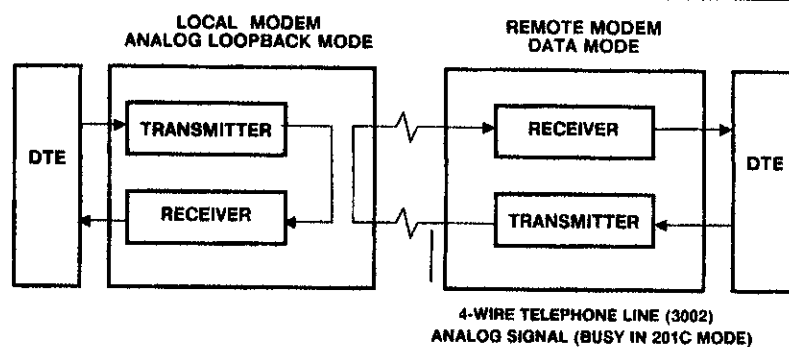 LOCAL MODEM
ANALOG LOOPBACK MODE
REMOTE MODEM
DATA MODE
DTE
TRANSMITTER
RECEIVER
RECEIVER
TRANSMITTER
DTE
4-WIRE TELEPHONE LINE (3002)
ANALOG SIGNAL (BUSY IN 201C MODE)